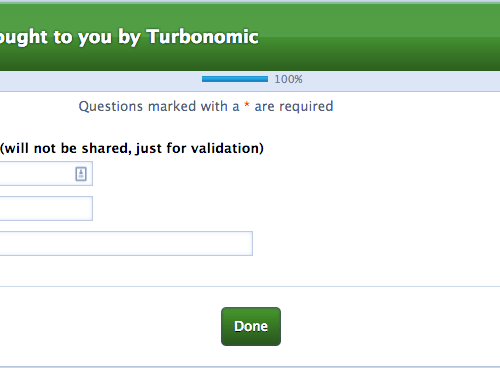 ought to you by Turbonomic
100%
Questions marked with a * are required
(will not be shared, just for validation)
Done